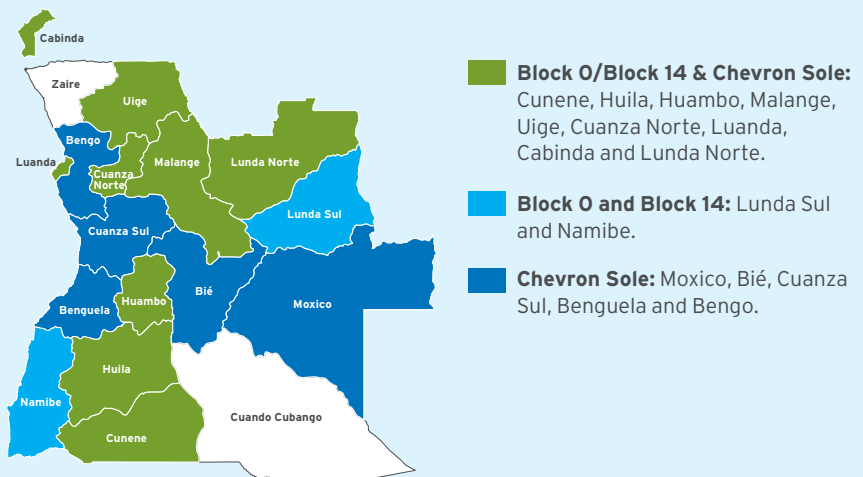 Cabinda
Zaire
Uige
Bengo
Luanda
Cuanza
Norte
Malange
Lunda Norte
Lunda Sul
Cuanza Sul
Huambo
Bié
Moxico
Benguela
Huila
Namibe
Cuando Cubango
Cunene
Block O/Block 14 & Chevron Sole:
Cunene, Huila, Huambo, Malange,
Uige, Cuanza Norte, Luanda,
Cabinda and Lunda Norte.
Block O and Block 14: Lunda Sul
and Namibe.
Chevron Sole: Moxico, Bié, Cuanza
Sul, Benguela and Bengo.